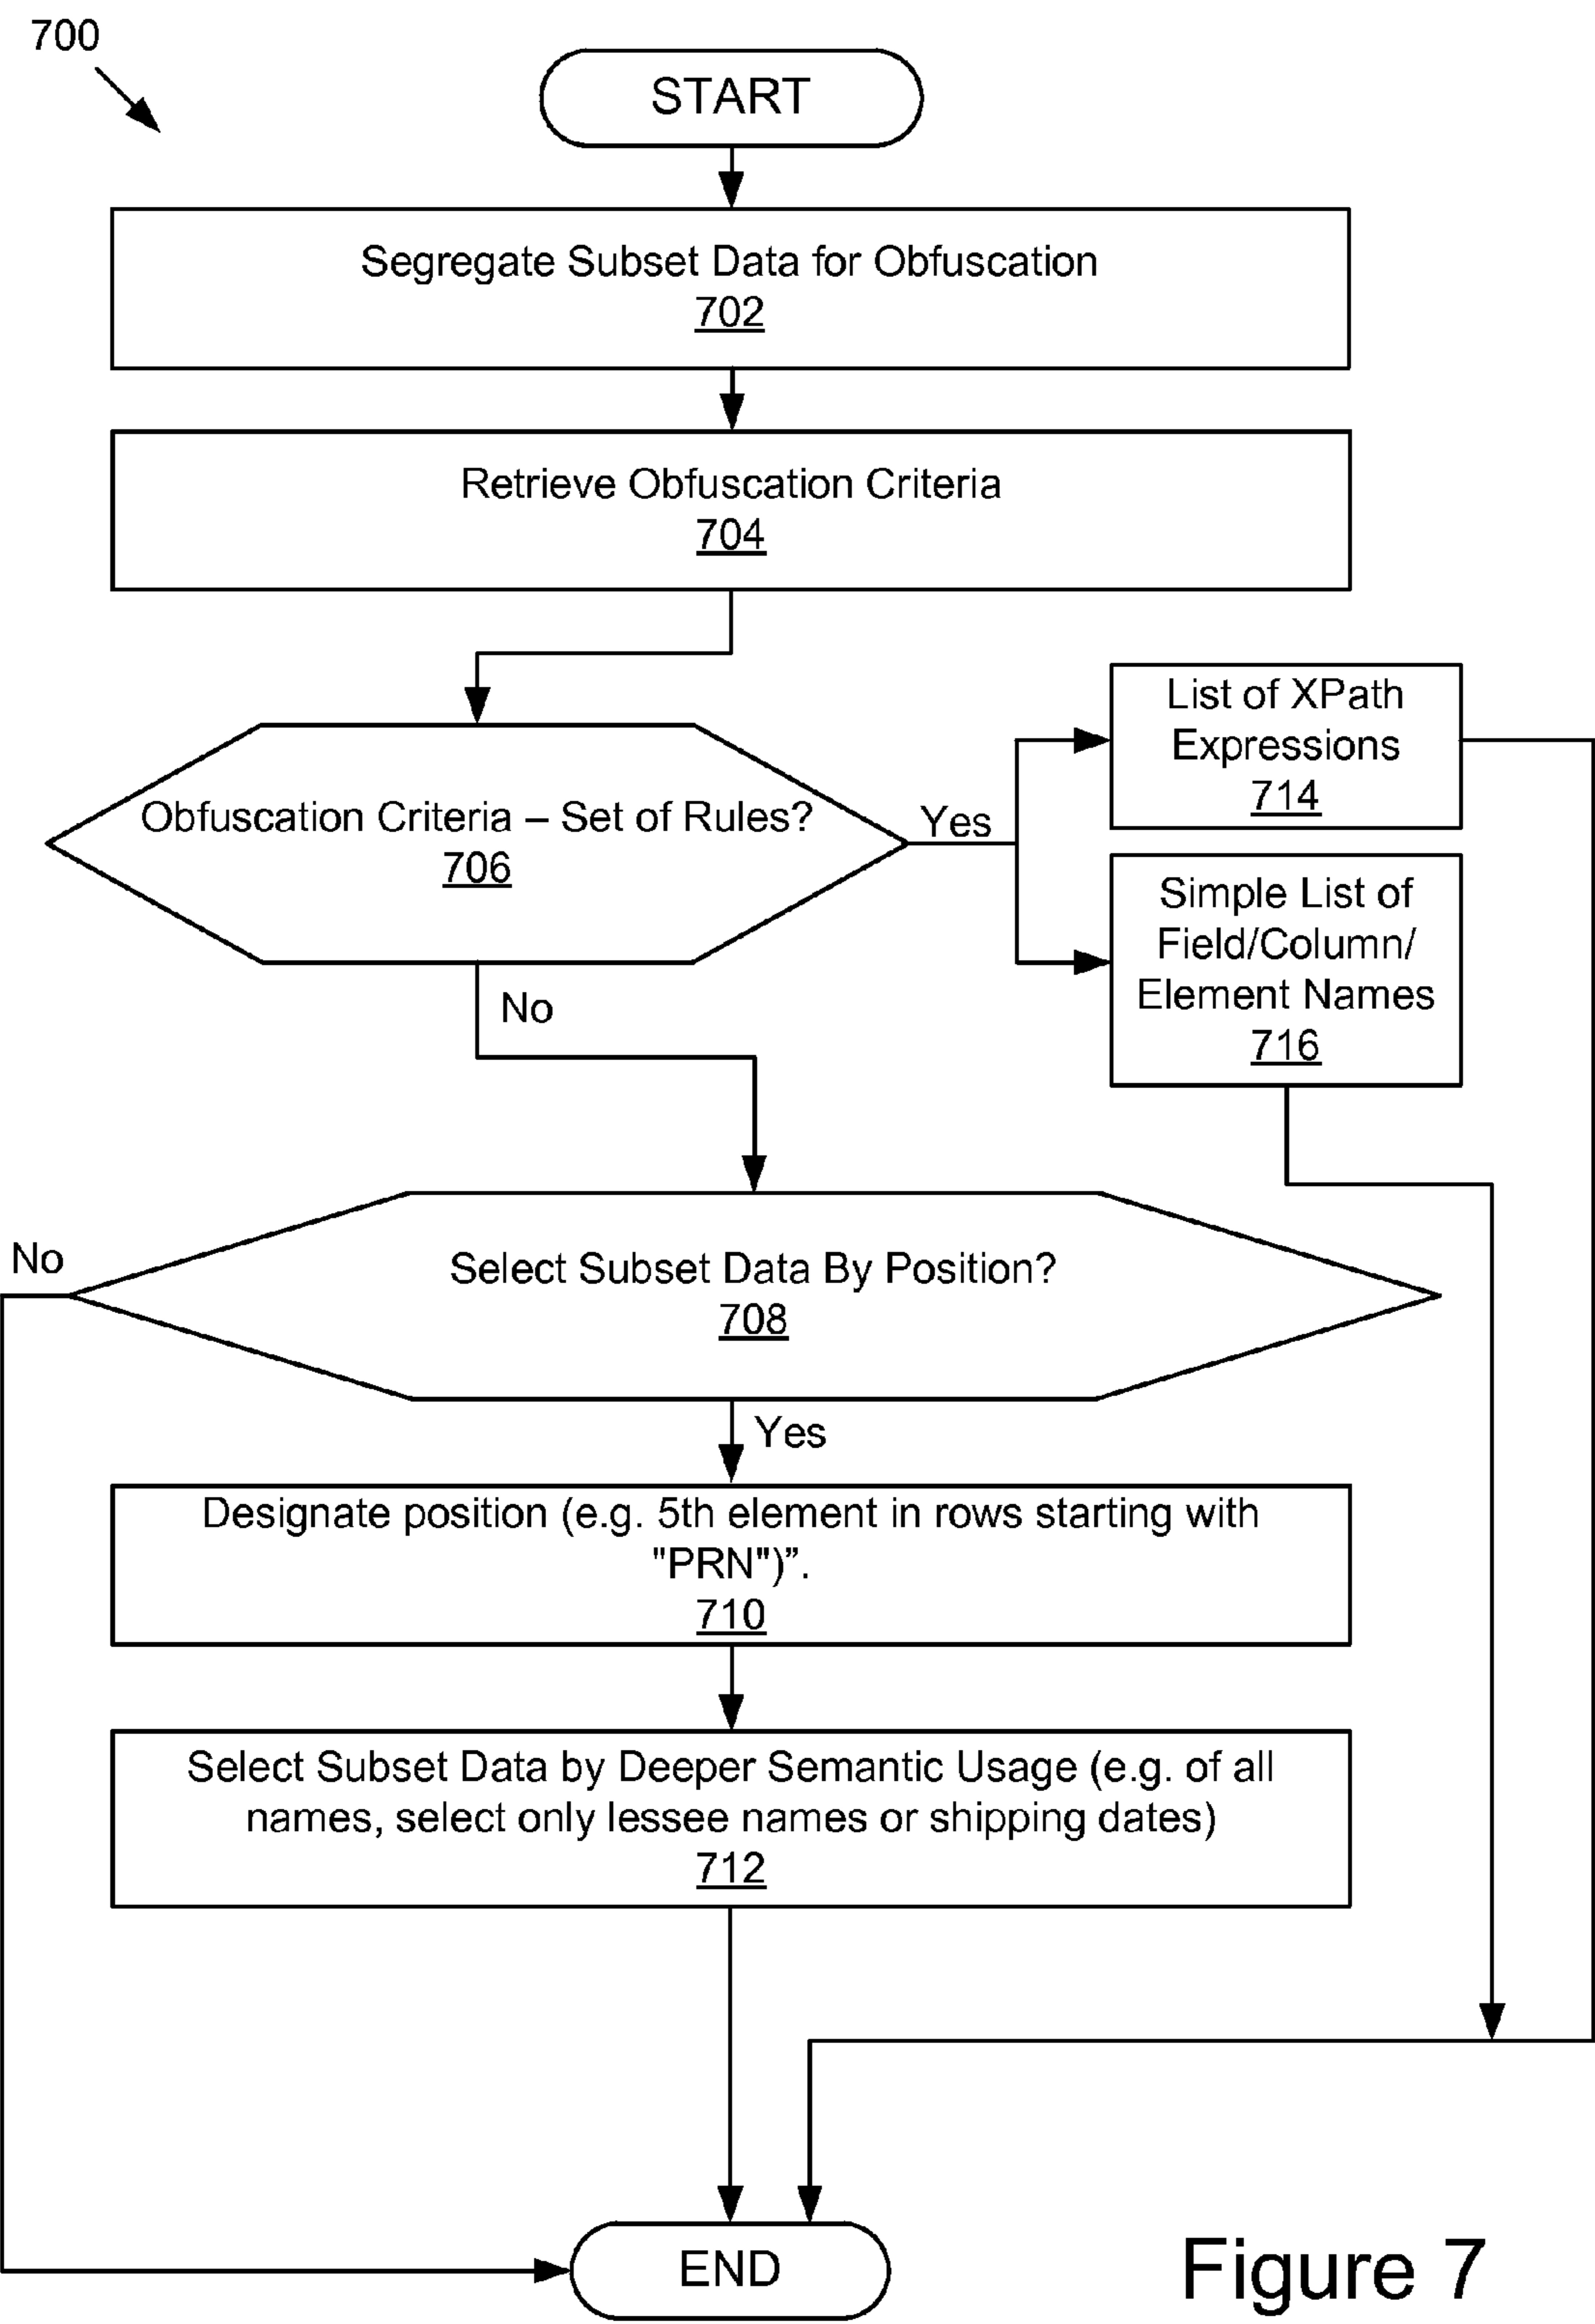 700
START
Segregate Subset Data for Obfuscation
702
Retrieve Obfuscation Criteria
704
Obfuscation Criteria – Set of Rules?
706
Yes
List of XPath
Expressions
714
Simple List of
Field/Column/
Element Names
716
No
No
Select Subset Data By Position?
708
Yes
Designate position (e.g. 5th element in rows starting with
"PRN")”.
710
Select Subset Data by Deeper Semantic Usage (e.g. of all
names, select only lessee names or shipping dates)
712
END
Figure 7